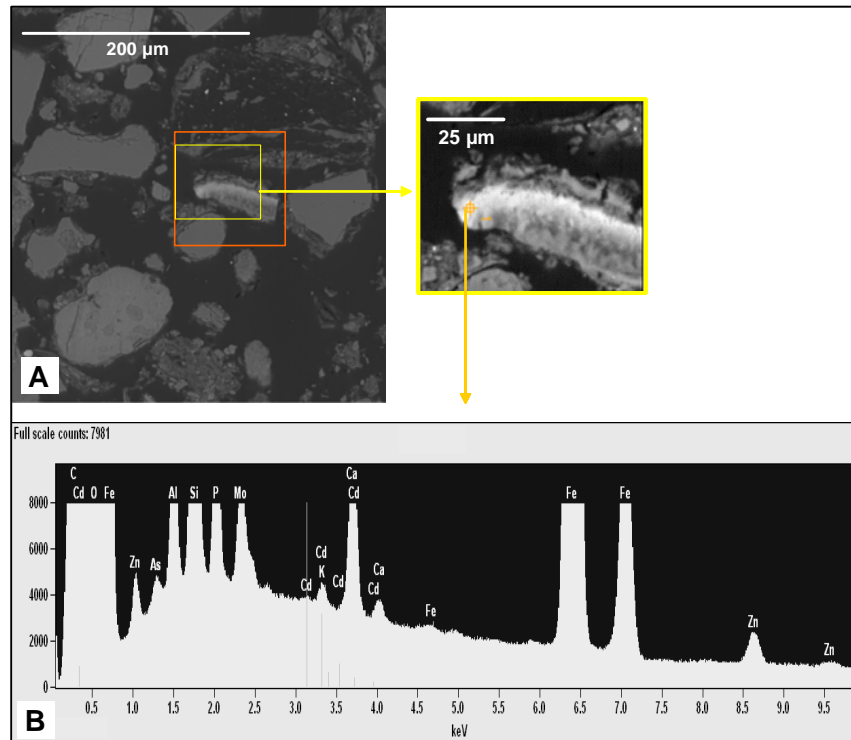 200 µm
25 µm
A
Full scale counts: 7981
C
Cd O Fe
Al Si P Mo
Ca
Cd
Fe Fe
8000
6000
4000
2000
0
Zn As
Cd
Cd
K
Cd
Cd
Ca
Fe
Zn
Zn
0.5 1.0 1.5 2.0 2.5 3.0 3.5 4.0 4.5 5.0 5.5 6.0 6.5 7.0 7.5 8.0 8.5 9.0 9.5
keV
B